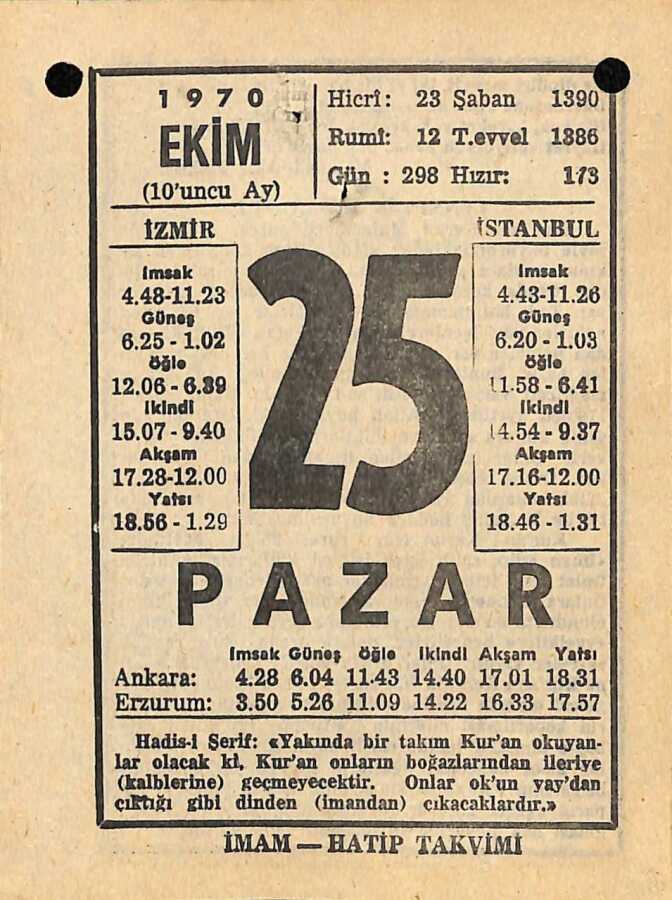 1970
EKİM
(10'uncu Ay)
Hicrî: 23 Şaban 1390
Rumî: 12 T.evvel 1386
Gün : 298 Hızır: 173
İZMİR
İmsak
4.48-11.23
Güneş
6.25 - 1.02
Öğle
12.06 - 6.39
İkindi
15.07 - 9.40
Akşam
17.28-12.00
Yatsı
18.56 - 1.29
25
İSTANBUL
İmsak
4.43-11.26
Güneş
6.20 - 1.03
Öğle
11.58 - 6.41
İkindi
14.54 - 9.37
Akşam
17.16-12.00
Yatsı
18.46 - 1.31
PAZAR
İmsak Güneş Öğle İkindi Akşam Yatsı
Ankara: 4.28 6.04 11.43 14.40 17.01 18.31
Erzurum: 3.50 5.26 11.09 14.22 16.33 17.57
Hadis-i Şerif: «Yakında bir takım Kur'an okuyan-
lar olacak ki, Kur'an onların boğazlarından ileriye
(kalblerine) geçmeyecektir. Onlar ok'un yay'dan
çıktığı gibi dinden (imandan) çıkacaklardır.»
İMAM — HATİP TAKVİMİ